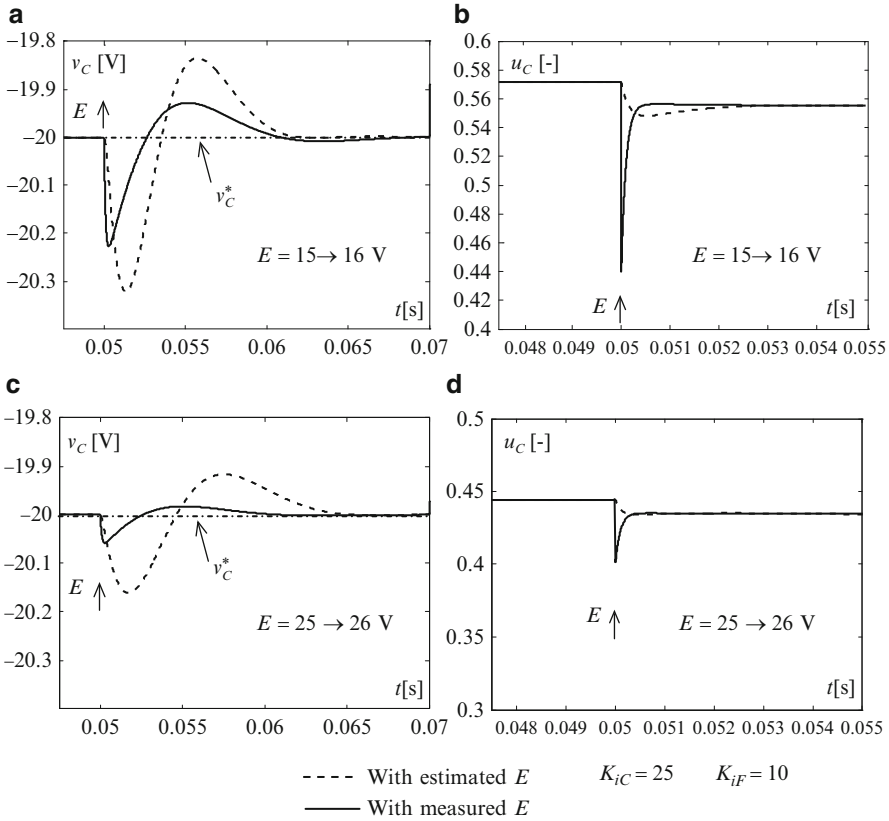 a
−19.8
v_C [V]
−19.9
E
−20
v_C^*
−20.1
−20.2
E = 15 → 16 V
−20.3
t[s]
0.05 0.055 0.06 0.065 0.07
b
0.6
u_C [-]
0.56
0.54
0.52
0.5
0.48
E = 15 → 16 V
0.46
0.44
E
0.42
t[s]
0.4
0.048 0.049 0.05 0.051 0.052 0.053 0.054 0.055
c
−19.8
v_C [V]
−19.9
−20
v_C^*
E
−20.1
−20.2
E = 25 → 26 V
−20.3
t[s]
0.05 0.055 0.06 0.065 0.07
d
0.5
u_C [-]
0.45
0.4
E
E = 25 → 26 V
0.35
t[s]
0.3
0.048 0.049 0.05 0.051 0.052 0.053 0.054 0.055
With estimated E
K_iC = 25 K_iF = 10
With measured E